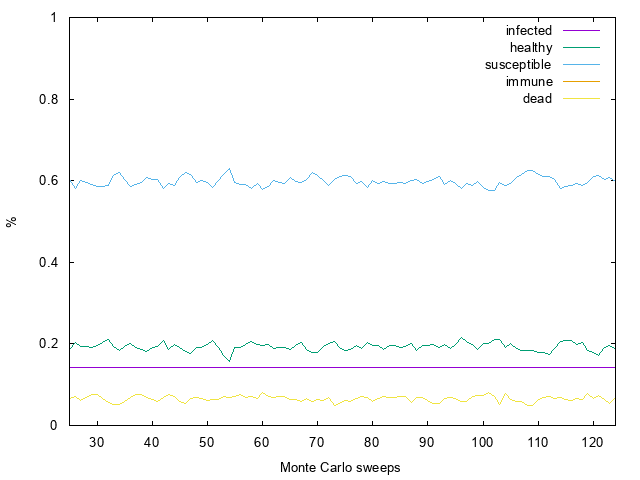 1
0.8
0.6
0.4
0.2
0
%
30 40 50 60 70 80 90 100 110 120
Monte Carlo sweeps
infected
healthy
susceptible
immune
dead